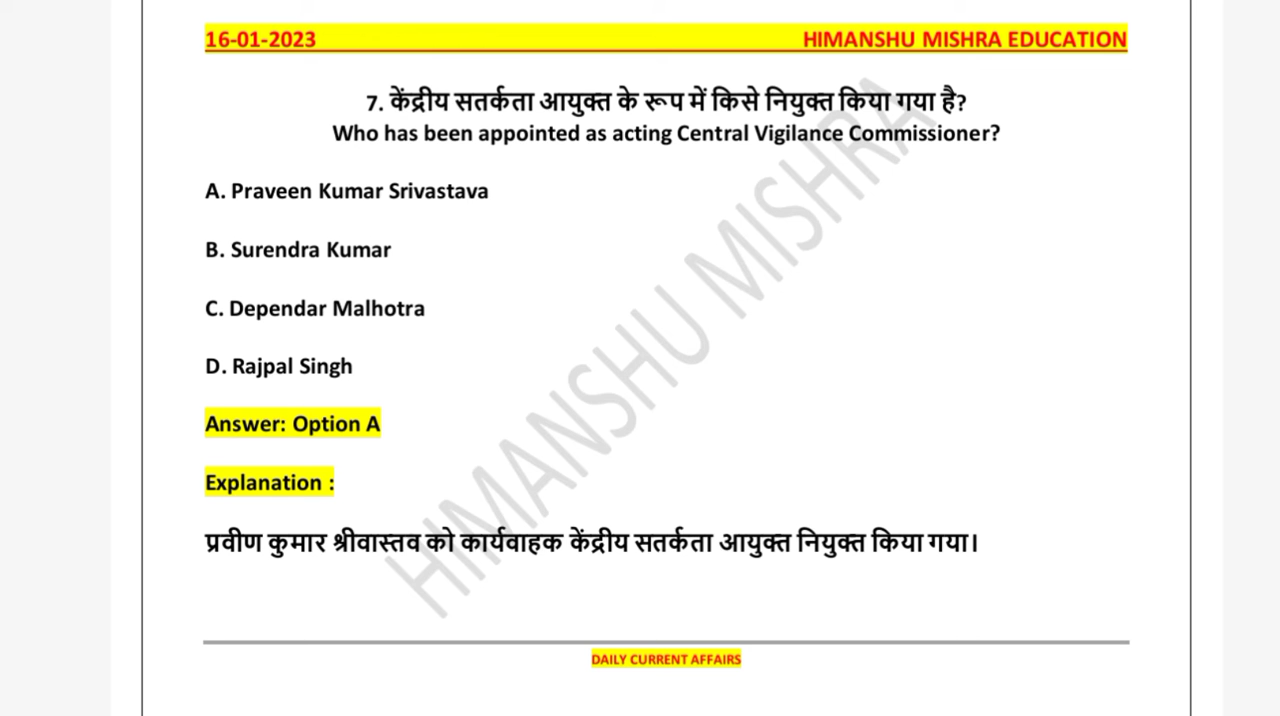 16-01-2023 HIMANSHU MISHRA EDUCATION
7. केंद्रीय सतर्कता आयुक्त के रूप में किसे नियुक्त किया गया है?
Who has been appointed as acting Central Vigilance Commissioner?
A. Praveen Kumar Srivastava
B. Surendra Kumar
C. Dependar Malhotra
D. Rajpal Singh
Answer: Option A
Explanation :
प्रवीण कुमार श्रीवास्तव को कार्यवाहक केंद्रीय सतर्कता आयुक्त नियुक्त किया गया।
HIMANSHU MISHRA
DAILY CURRENT AFFAIRS